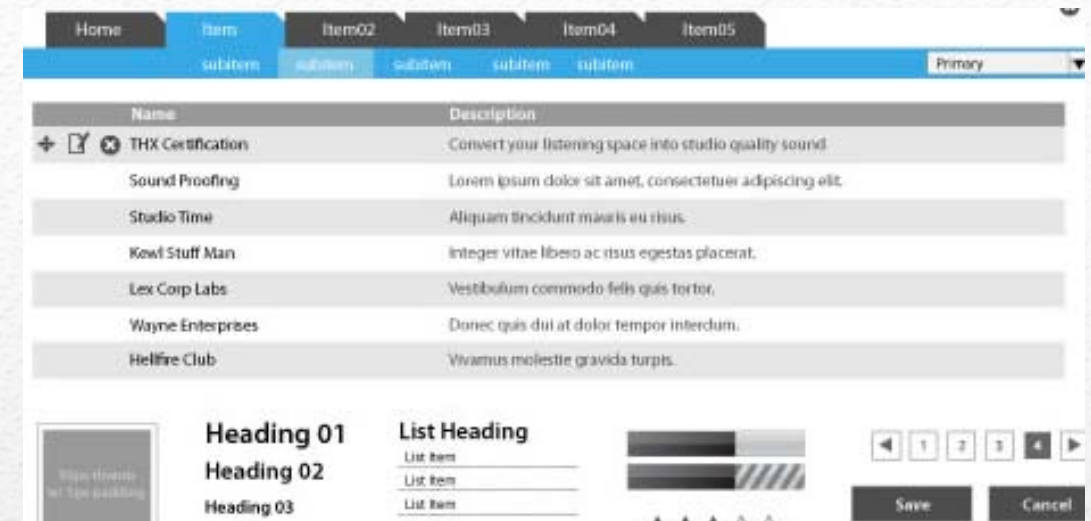 Home Item Item02 Item03 Item04 Item05
subitem subitem subitem subitem subitem Primary
Name Description
THX Certification Convert your listening space into studio quality sound
Sound Proofing Lorem ipsum dolor sit amet, consectetuer adipiscing elit.
Studio Time Aliquam tincidunt mauris eu risus.
Kewl Stuff Man Integer vitae libero ac risus egestas placerat.
Lex Corp Labs Vestibulum commodo felis quis tortor.
Wayne Enterprises Donec quis dui at dolor tempor interdum.
Hellfire Club Vivamus molestie gravida turpis.
Heading 01 List Heading
List Item
1 2 3 4
Heading 02 List Item
Heading 03 List Item
Save Cancel